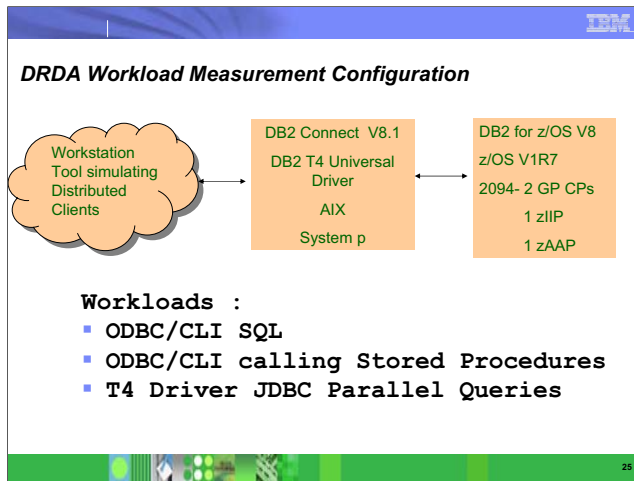 IBM
DRDA Workload Measurement Configuration
Workstation
Tool simulating
Distributed
Clients
DB2 Connect V8.1
DB2 T4 Universal
Driver
AIX
System p
DB2 for z/OS V8
z/OS V1R7
2094- 2 GP CPs
1 zIIP
1 zAAP
Workloads :
▪ ODBC/CLI SQL
▪ ODBC/CLI calling Stored Procedures
▪ T4 Driver JDBC Parallel Queries
25